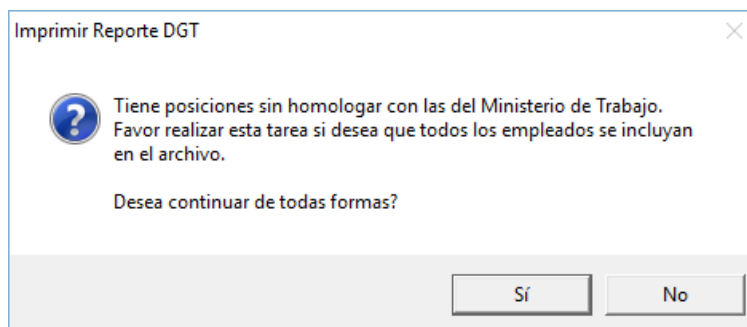 Imprimir Reporte DGT
Tiene posiciones sin homologar con las del Ministerio de Trabajo.
Favor realizar esta tarea si desea que todos los empleados se incluyan
en el archivo.
Desea continuar de todas formas?
Sí
No